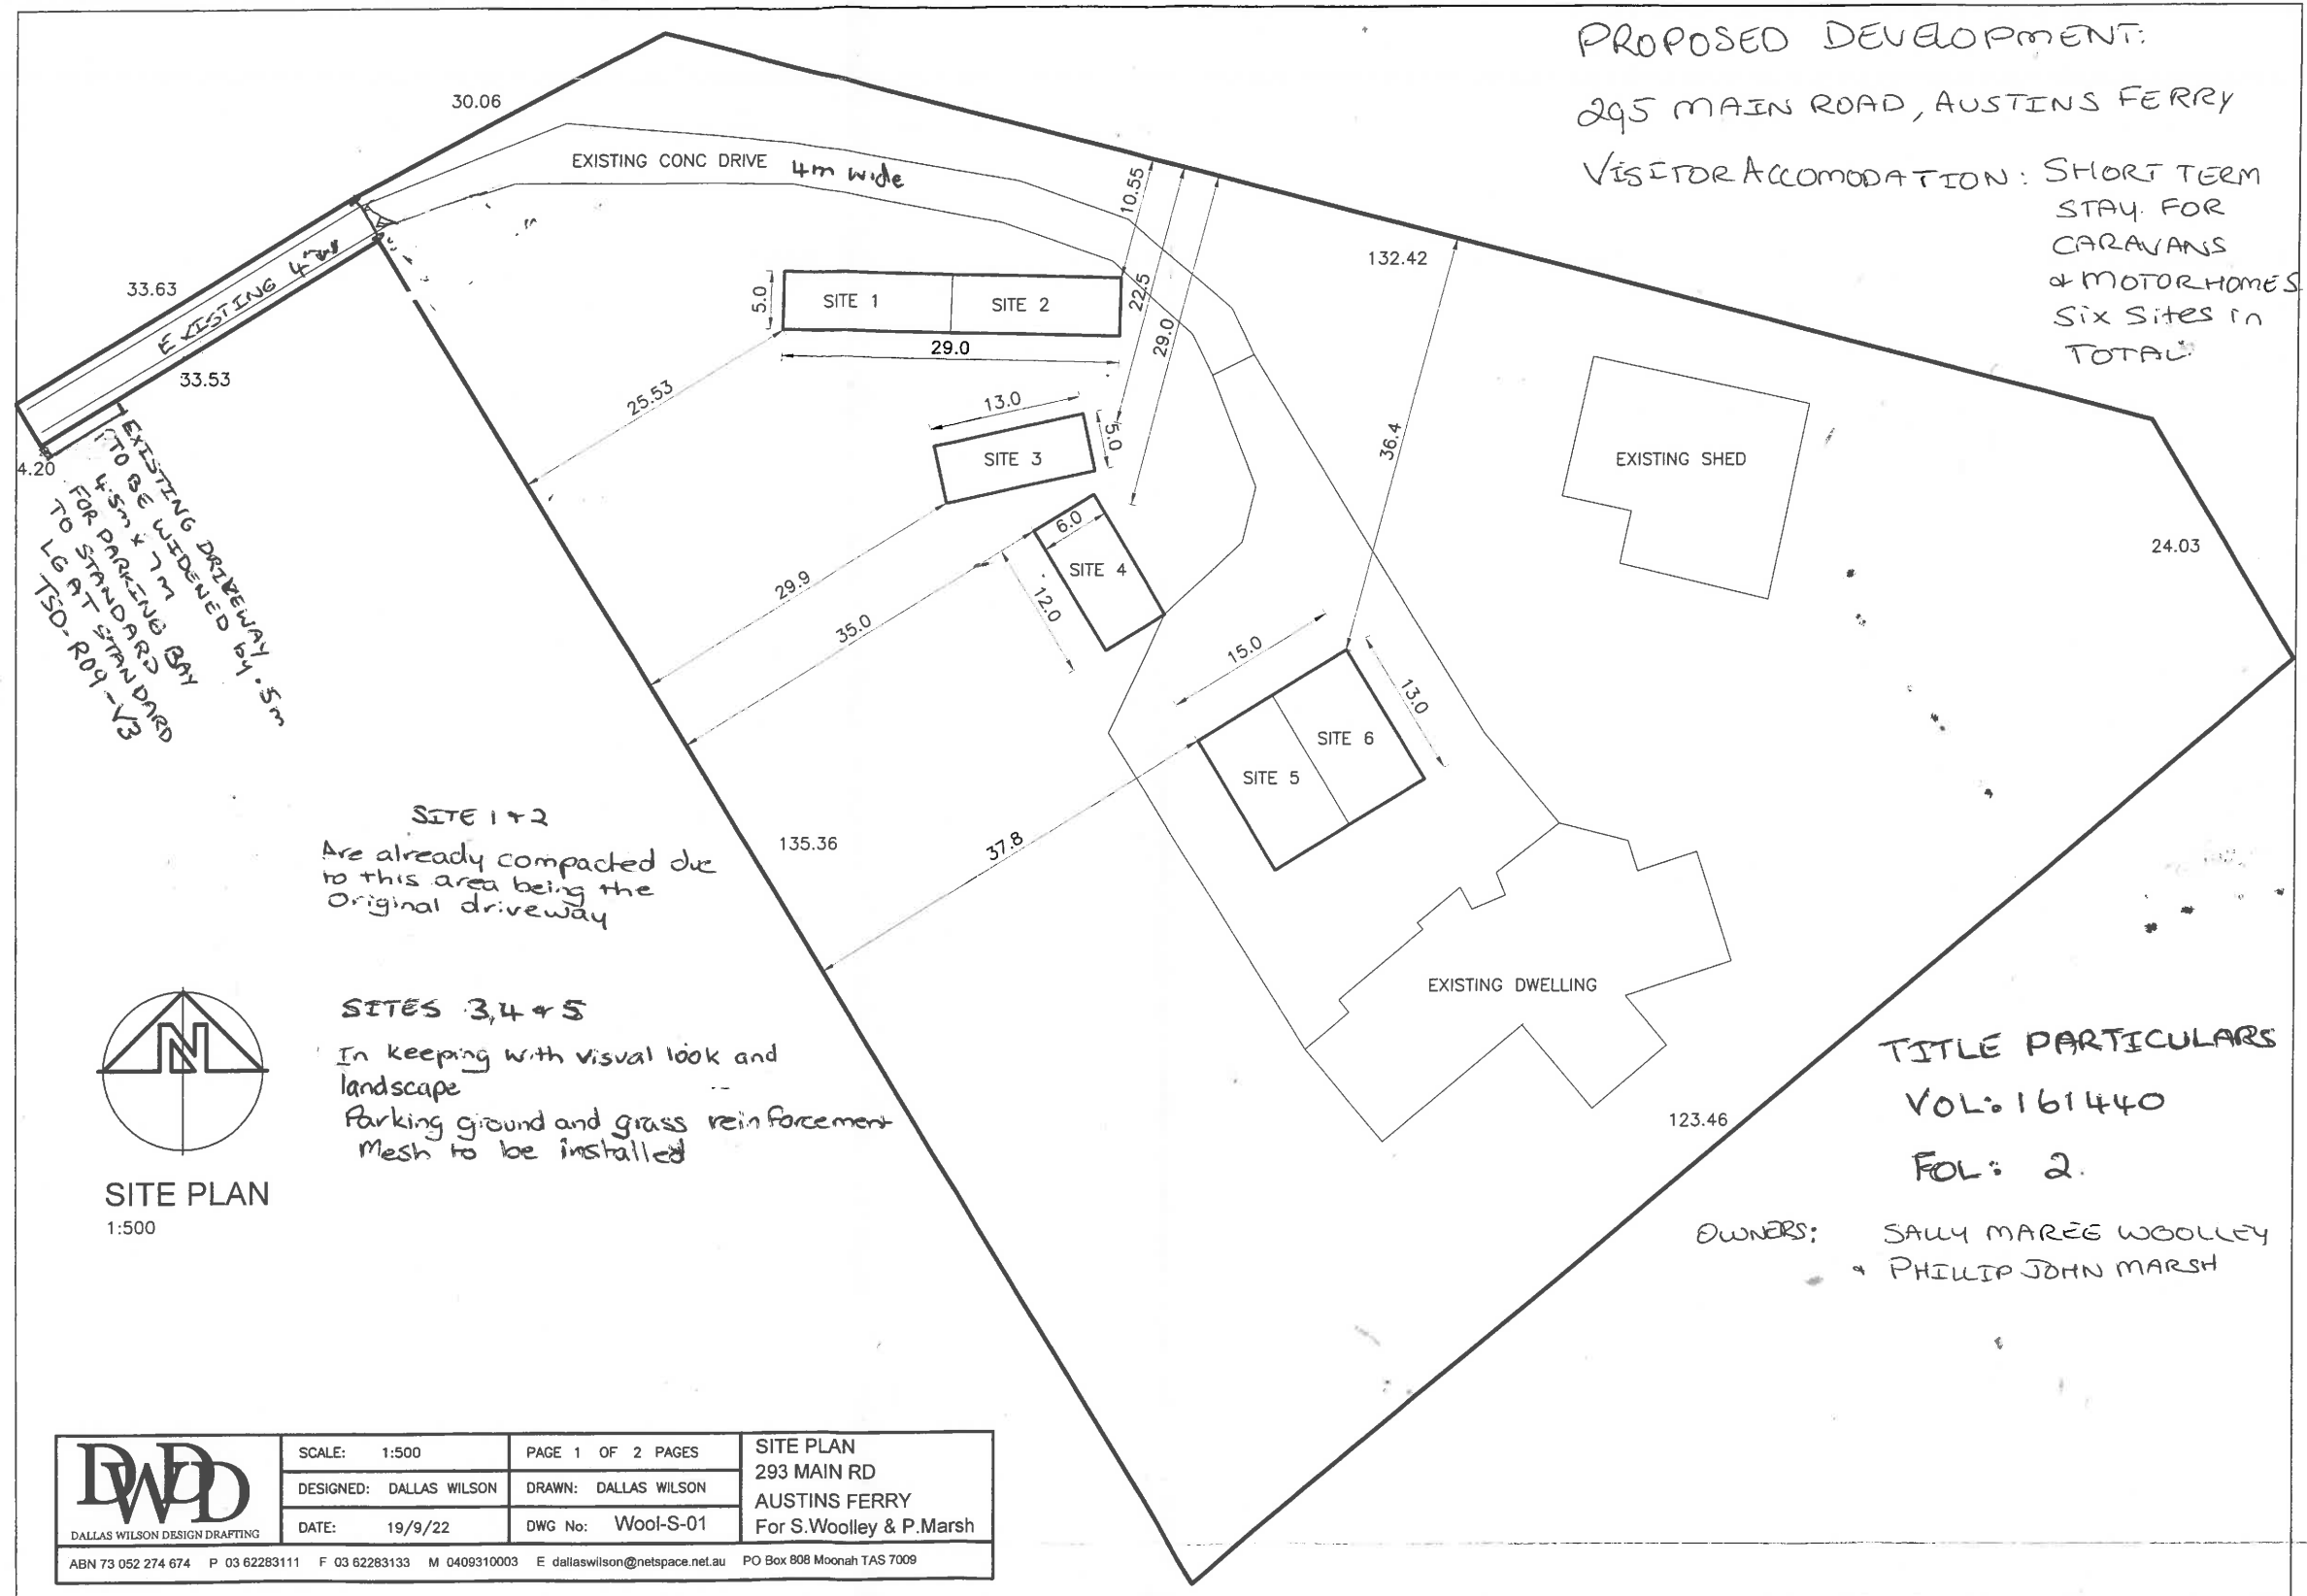 PROPOSED DEVELOPMENT:
295 MAIN ROAD, AUSTINS FERRY
VISITOR ACCOMODATION: SHORT TERM
STAY FOR
CARAVANS
& MOTORHOMES
Six Sites in
TOTAL
30.06
EXISTING CONC DRIVE 4m wide
10.55
132.42
33.63
EXISTING
33.53
4.20
EXISTING DRIVEWAY
TO BE WIDENED by .5m
4.5m x 7m
FOR PARKING BAY
TO STANDARD
LGAT STANDARD
TSD-R09-V3
5.0
SITE 1
SITE 2
22.5
29.0
29.0
25.53
13.0
5.0
SITE 3
36.4
EXISTING SHED
24.03
6.0
SITE 4
29.9
12.0
35.0
15.0
13.0
SITE 6
SITE 5
37.8
135.36
SITE 1 + 2
Are already compacted due
to this area being the
Original driveway
EXISTING DWELLING
SITES 3,4 & 5
In keeping with visual look and
landscape
Parking ground and grass reinforcement
Mesh to be installed
N
SITE PLAN
1:500
123.46
TITLE PARTICULARS
VOL: 161440
FOL: 2.
OWNERS: SALLY MAREE WOOLLEY
& PHILLIP JOHN MARSH
DWDD
DALLAS WILSON DESIGN DRAFTING
SCALE: 1:500
PAGE 1 OF 2 PAGES
DESIGNED: DALLAS WILSON
DRAWN: DALLAS WILSON
DATE: 19/9/22
DWG No: Wool-S-01
SITE PLAN
293 MAIN RD
AUSTINS FERRY
For S.Woolley & P.Marsh
ABN 73 052 274 674 P 03 62283111 F 03 62283133 M 0409310003 E dallaswilson@netspace.net.au PO Box 808 Moonah TAS 7009